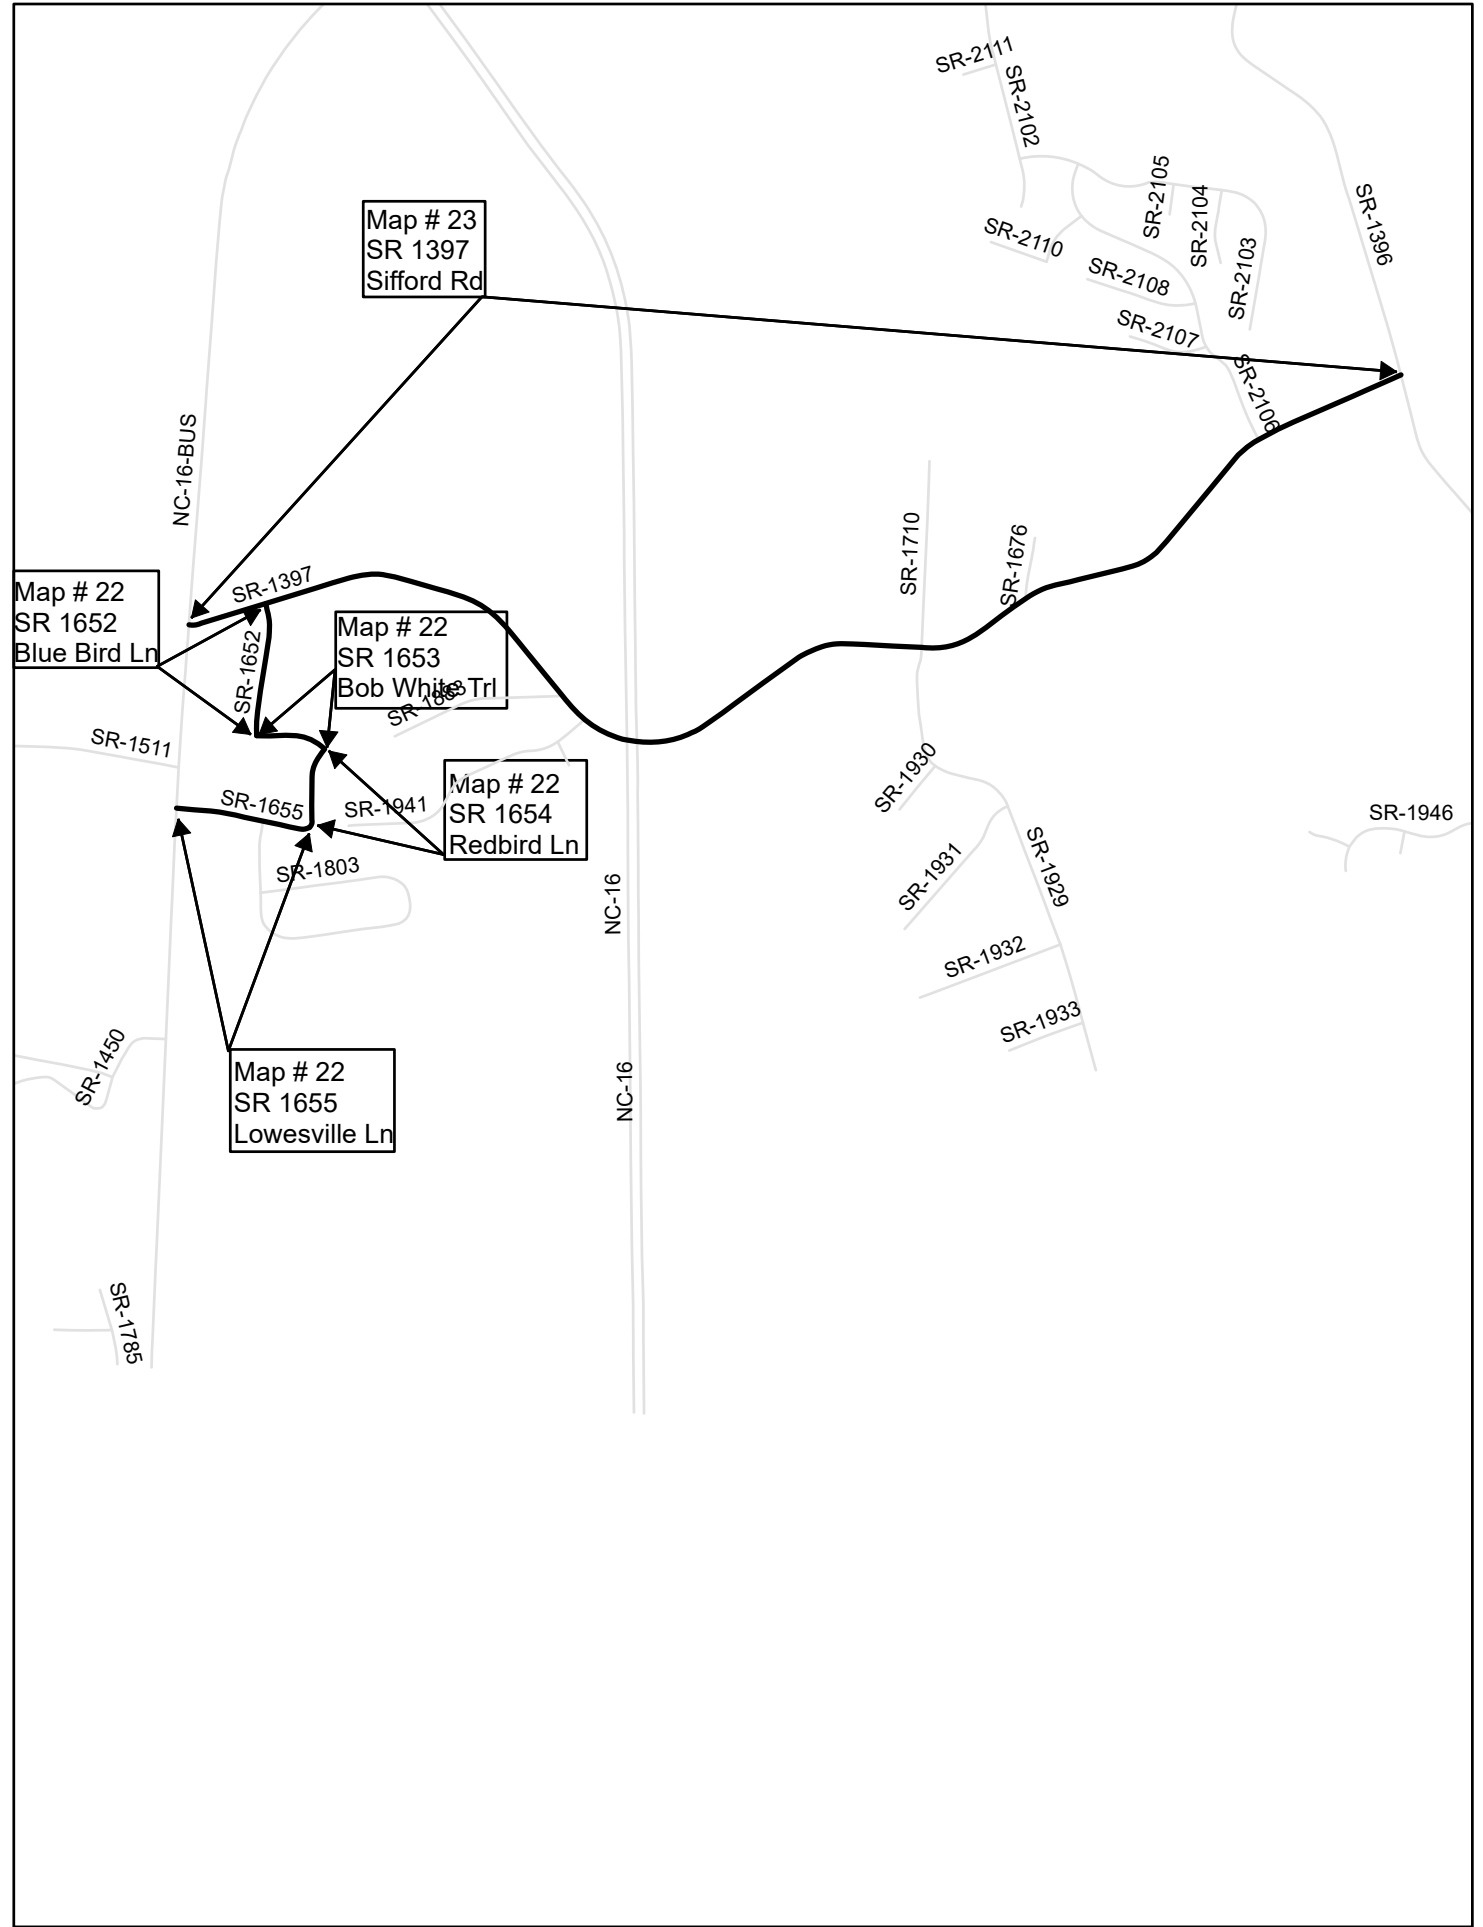 SR-2111
SR-2102
SR-2105
SR-2104
SR-1396
Map # 23
SR 1397
Sifford Rd
SR-2110
SR-2108
SR-2103
SR-2107
SR-2106
NC-16-BUS
SR-1710
SR-1676
SR-1397
Map # 22
SR 1652
Blue Bird Ln
SR-1652
Map # 22
SR 1653
Bob White Trl
SR-1883
SR-1511
SR-1930
Map # 22
SR 1654
Redbird Ln
SR-1655
SR-1941
SR-1946
SR-1803
SR-1931
SR-1929
NC-16
SR-1932
SR-1933
SR-1450
Map # 22
SR 1655
Lowesville Ln
NC-16
SR-1785